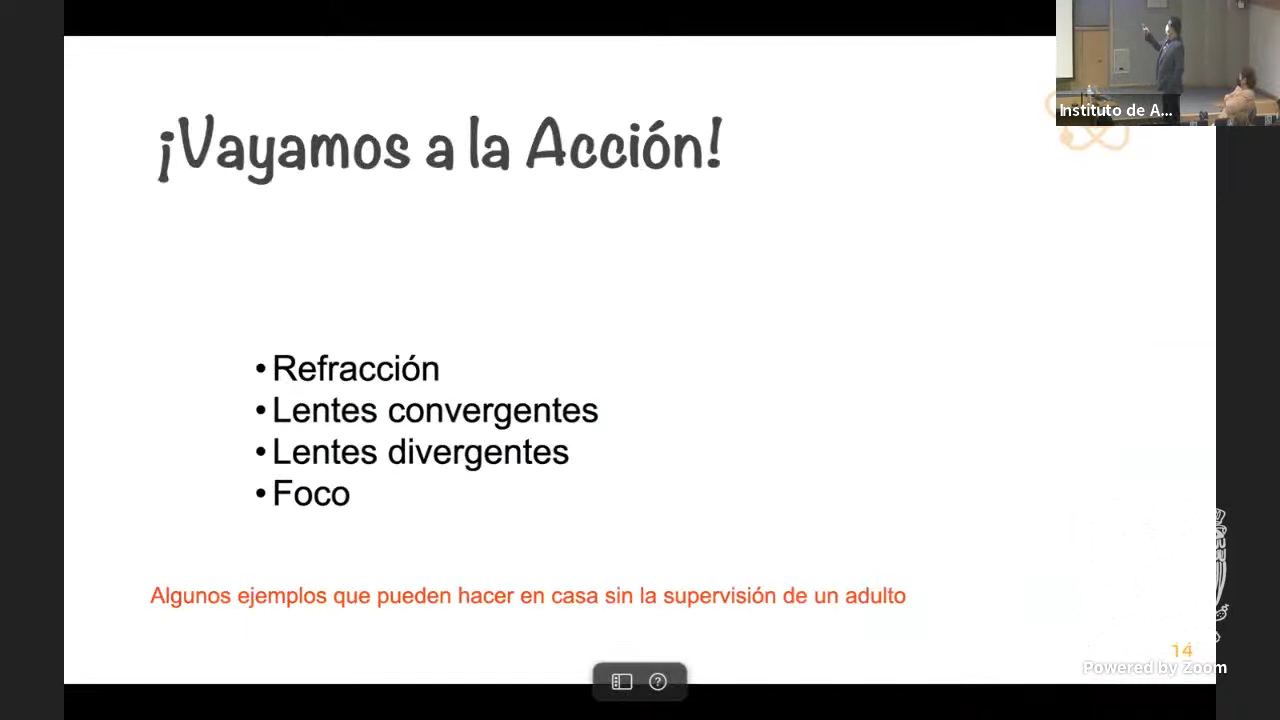 ¡Vayamos a la Acción!
Instituto de A...
• Refracción
• Lentes convergentes
• Lentes divergentes
• Foco
Algunos ejemplos que pueden hacer en casa sin la supervisión de un adulto
14
Powered by Zoom